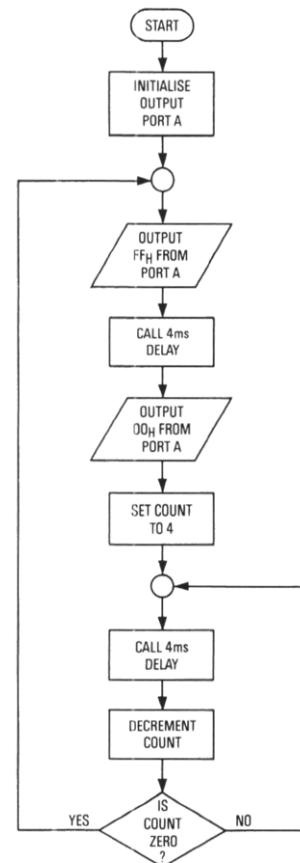 START
INITIALISE
OUTPUT
PORT A
OUTPUT
FFH FROM
PORT A
CALL 4ms
DELAY
OUTPUT
00H FROM
PORT A
SET COUNT
TO 4
CALL 4ms
DELAY
DECREMENT
COUNT
YES
IS
COUNT
ZERO
?
NO